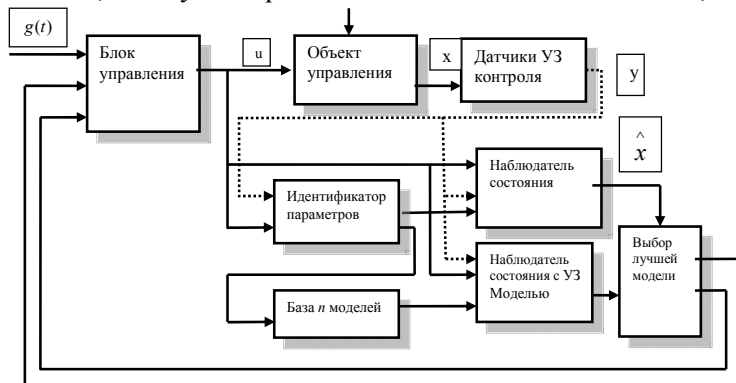 g(t)
Блок
управления
u
Объект
управления
x
Датчики УЗ
контроля
y
^
x
Идентификатор
параметров
Наблюдатель
состояния
База n моделей
Наблюдатель
состояния с УЗ
Моделью
Выбор
лучшей
модели